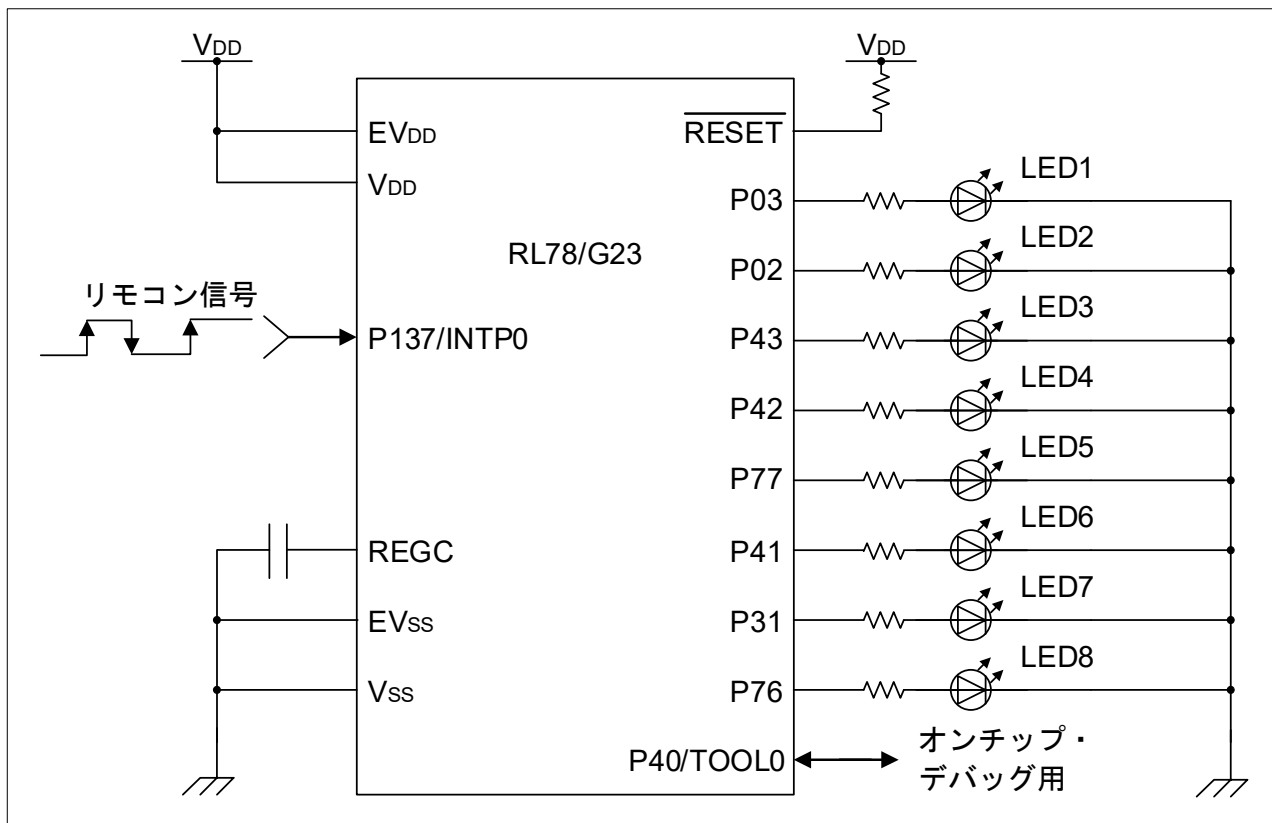 VDD
VDD
EVDD
RESET
VDD
LED1
P03
LED2
RL78/G23
P02
リモコン信号
LED3
P137/INTP0
P43
LED4
P42
LED5
P77
LED6
REGC
P41
LED7
EVSS
P31
LED8
VSS
P76
P40/TOOL0
オンチップ・
デバッグ用